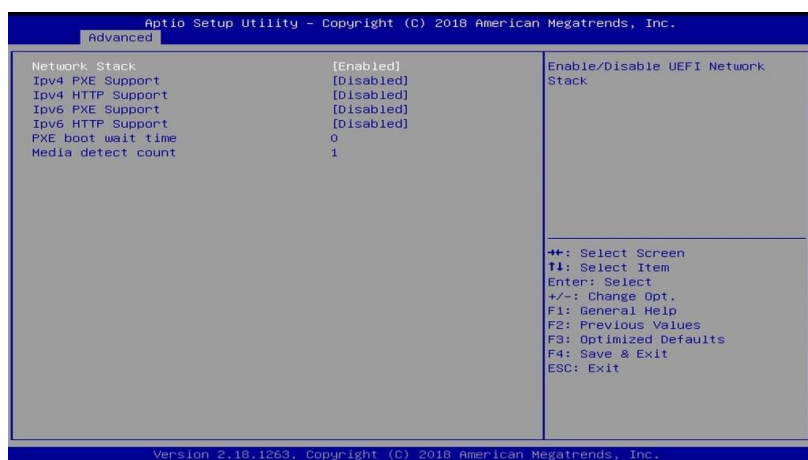 Aptio Setup Utility – Copyright (C) 2018 American Megatrends, Inc.
Advanced
Network Stack [Enabled]
Ipv4 PXE Support [Disabled]
Ipv4 HTTP Support [Disabled]
Ipv6 PXE Support [Disabled]
Ipv6 HTTP Support [Disabled]
PXE boot wait time 0
Media detect count 1
Enable/Disable UEFI Network
Stack
→←: Select Screen
↑↓: Select Item
Enter: Select
+/-: Change Opt.
F1: General Help
F2: Previous Values
F3: Optimized Defaults
F4: Save & Exit
ESC: Exit
Version 2.18.1263. Copyright (C) 2018 American Megatrends, Inc.